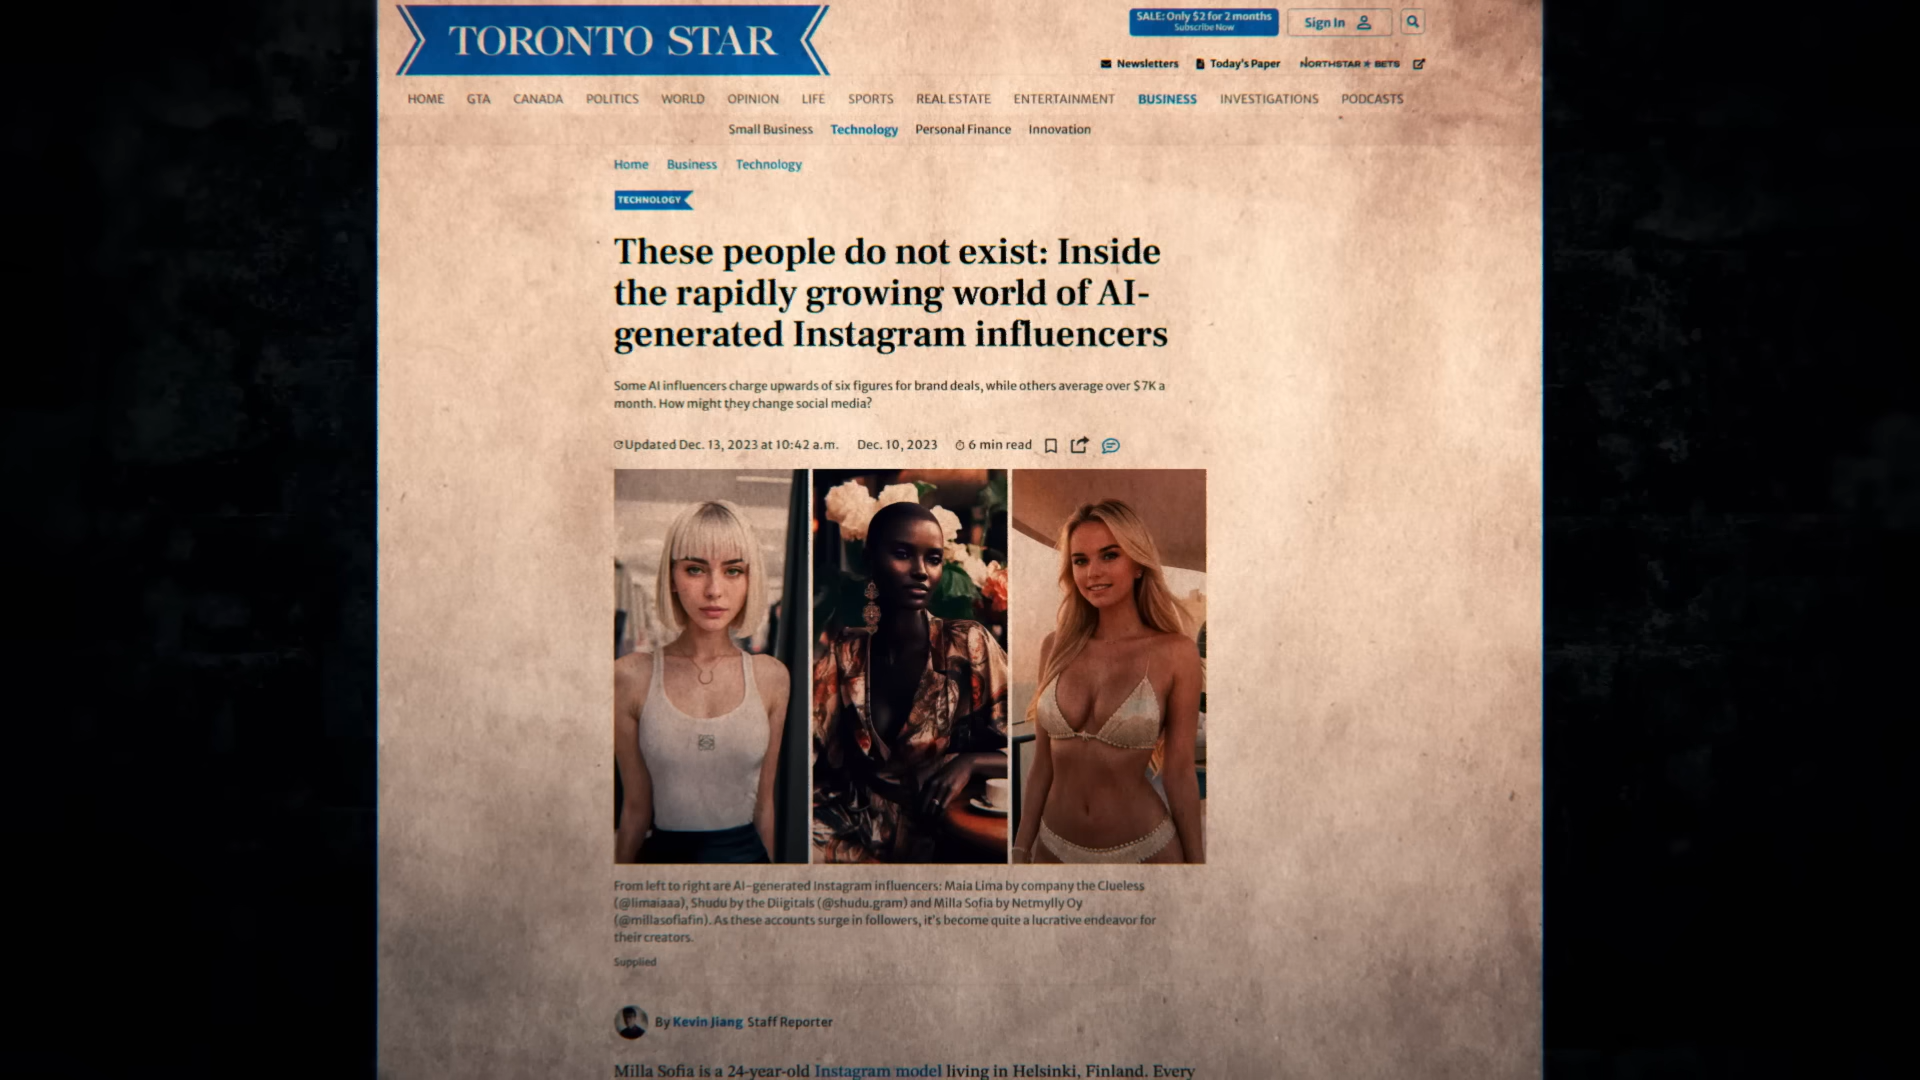 TORONTO STAR
SALE: Only $2 for 2 months
Subscribe Now
Sign In
Newsletters
Today's Paper
NORTHSTAR BETS
HOME
GTA
CANADA
POLITICS
WORLD
OPINION
LIFE
SPORTS
REAL ESTATE
ENTERTAINMENT
BUSINESS
INVESTIGATIONS
PODCASTS
Small Business
Technology
Personal Finance
Innovation
Home
Business
Technology
TECHNOLOGY
These people do not exist: Inside
the rapidly growing world of AI-
generated Instagram influencers
Some AI influencers charge upwards of six figures for brand deals, while others average over $7K a
month. How might they change social media?
Updated Dec. 13, 2023 at 10:42 a.m.
Dec. 10, 2023
6 min read
From left to right are AI-generated Instagram influencers: Maia Lima by company the Clueless
(@limaiaaa), Shudu by the Diigitals (@shudu.gram) and Milla Sofia by Netmylly Oy
(@millasofiafin). As these accounts surge in followers, it's become quite a lucrative endeavor for
their creators.
Supplied
By Kevin Jiang Staff Reporter
Milla Sofia is a 24-year-old Instagram model living in Helsinki, Finland. Every